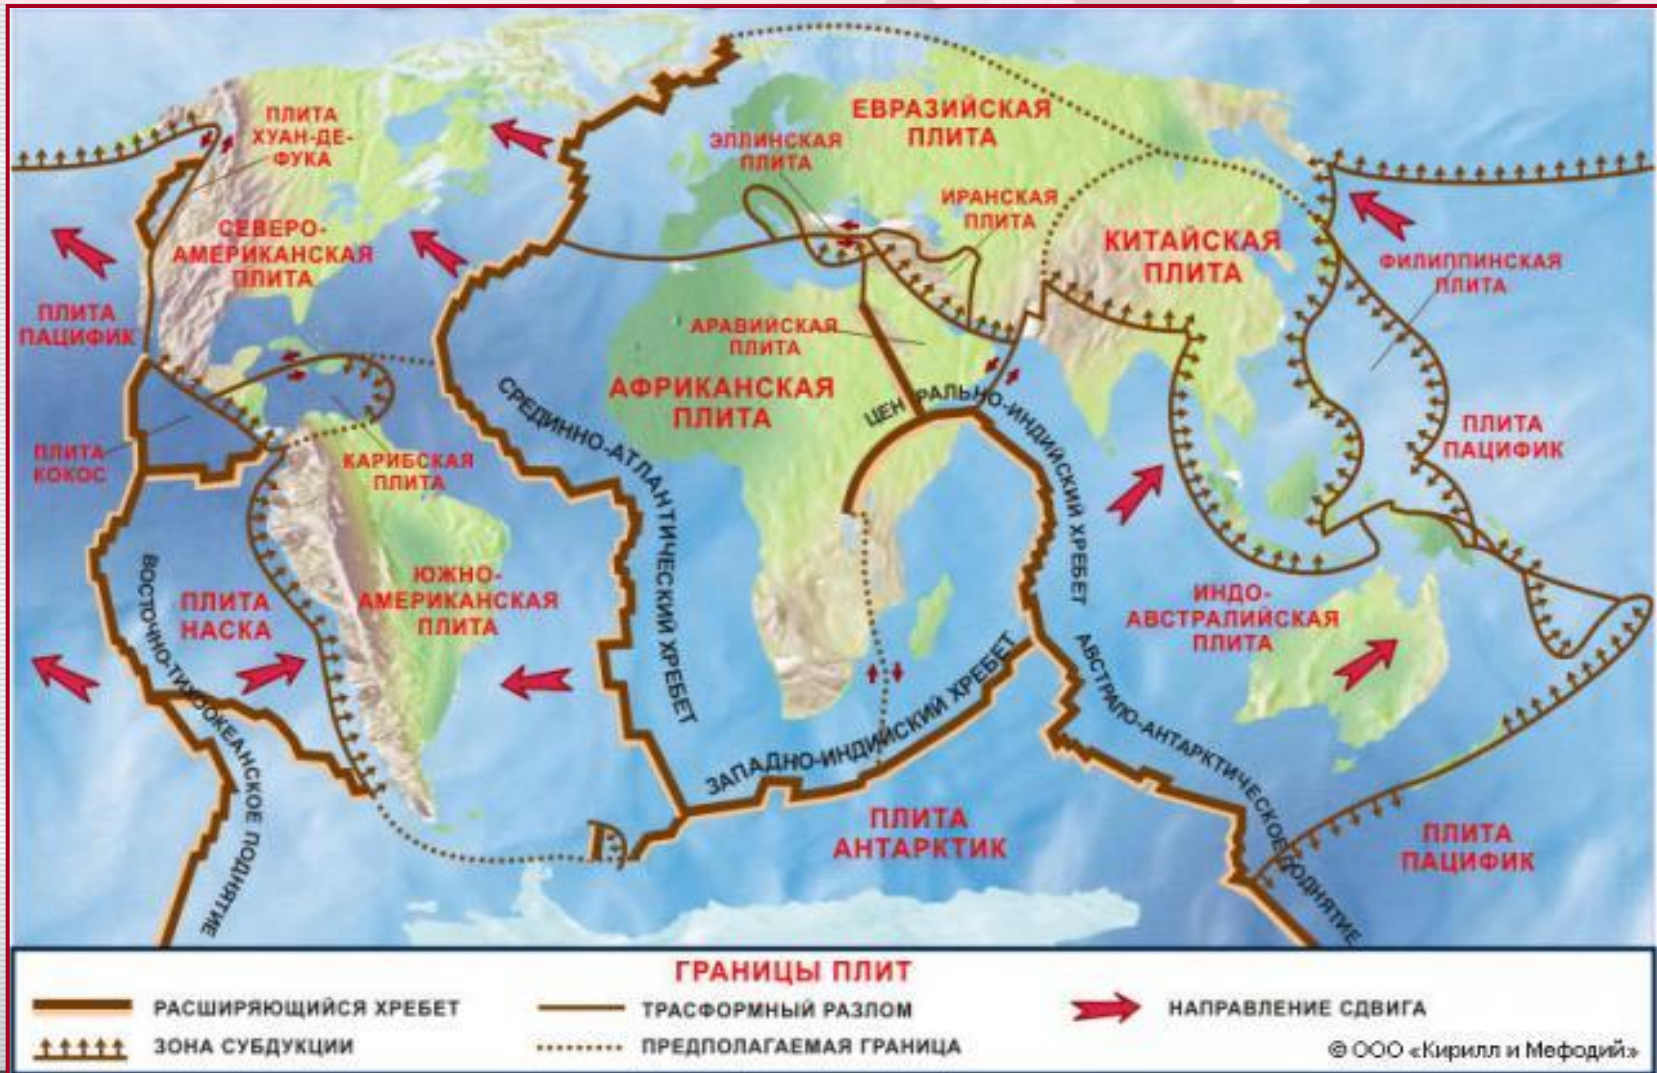 ПЛИТА
ХУАН-ДЕ-
ФУКА
СЕВЕРО-
АМЕРИКАНСКАЯ
ПЛИТА
ПЛИТА
ПАЦИФИК
ПЛИТА
КОКОС
КАРИБСКАЯ
ПЛИТА
ВОСТОЧНО-ТИХООКЕАНСКОЕ ПОДНЯТИЕ
ПЛИТА
НАСКА
ЮЖНО-
АМЕРИКАНСКАЯ
ПЛИТА
СРЕДИННО-АТЛАНТИЧЕСКИЙ ХРЕБЕТ
ЕВРАЗИЙСКАЯ
ПЛИТА
ЭЛЛИНСКАЯ
ПЛИТА
ИРАНСКАЯ
ПЛИТА
КИТАЙСКАЯ
ПЛИТА
ФИЛИППИНСКАЯ
ПЛИТА
АРАВИЙСКАЯ
ПЛИТА
АФРИКАНСКАЯ
ПЛИТА
ЦЕН РАЛЬНО-ИНДИЙСКИЙ ХРЕБЕТ
ПЛИТА
ПАЦИФИК
ИНДО-
АВСТРАЛИЙСКАЯ
ПЛИТА
ЗАПАДНО-ИНДИЙСКИЙ ХРЕБЕТ
АВСТРАЛО-АНТАРКТИЧЕСКОЕ ПОДНЯТИЕ
ПЛИТА
АНТАРКТИК
ПЛИТА
ПАЦИФИК
ГРАНИЦЫ ПЛИТ
РАСШИРЯЮЩИЙСЯ ХРЕБЕТ
ТРАСФОРМНЫЙ РАЗЛОМ
НАПРАВЛЕНИЕ СДВИГА
ЗОНА СУБДУКЦИИ
ПРЕДПОЛАГАЕМАЯ ГРАНИЦА
© ООО «Кирилл и Мефодий»